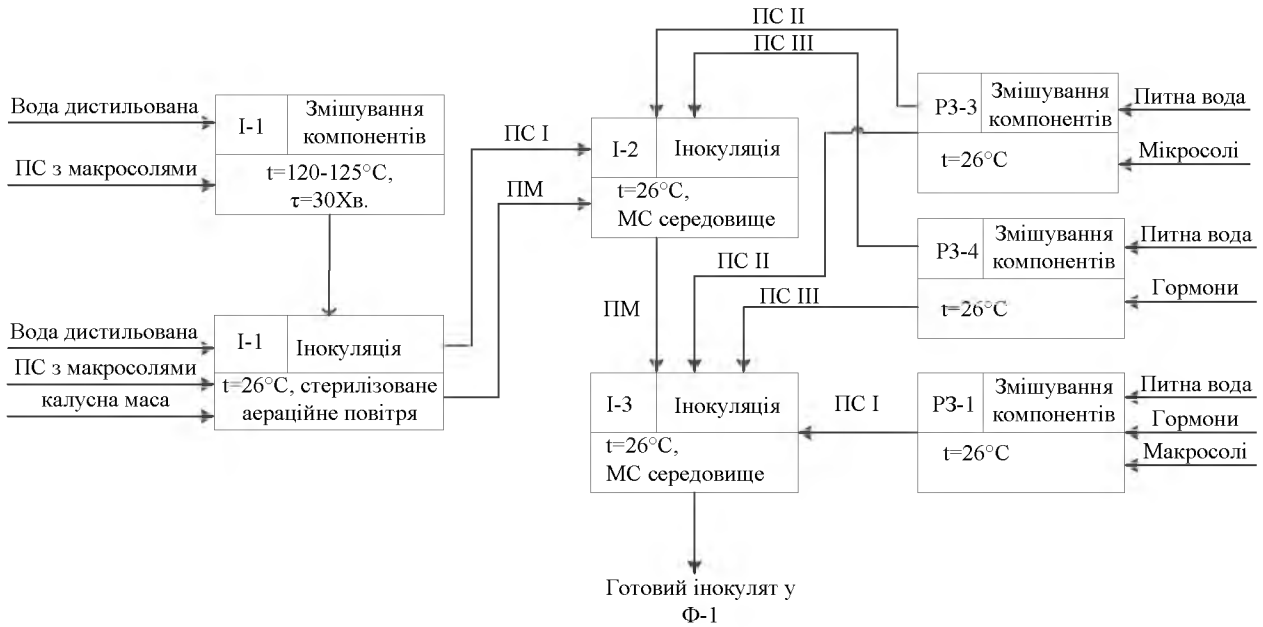 ПС II
ПС III
Вода дистильована
ПС з макросолями
І-1
Змішування
компонентів
t=120-125°C,
τ=30Хв.
ПС I
ПМ
І-2
Інокуляція
t=26°C,
МС середовище
РЗ-3
Змішування
компонентів
t=26°C
Питна вода
Мікросолі
РЗ-4
Змішування
компонентів
t=26°C
Питна вода
Гормони
ПС II
ПС III
ПМ
Вода дистильована
ПС з макросолями
калусна маса
І-1
Інокуляція
t=26°C, стерилізоване
аераційне повітря
І-3
Інокуляція
t=26°C,
МС середовище
ПС I
РЗ-1
Змішування
компонентів
t=26°C
Питна вода
Гормони
Макросолі
Готовий інокулят у
Ф-1